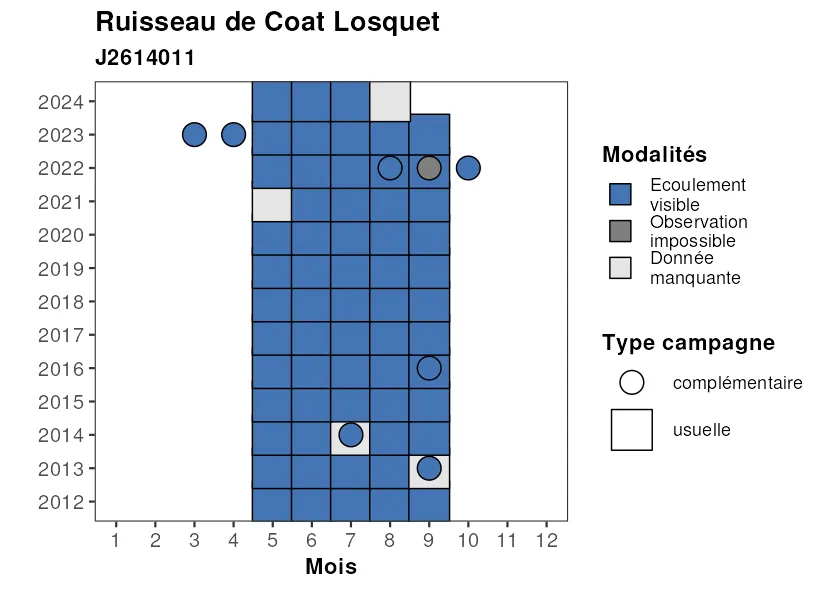 Ruisseau de Coat Losquet
J2614011
2024
2023
2022
2021
2020
2019
2018
2017
2016
2015
2014
2013
2012
1 2 3 4 5 6 7 8 9 10 11 12
Mois
Modalités
Ecoulement
visible
Observation
impossible
Donnée
manquante
Type campagne
complémentaire
usuelle